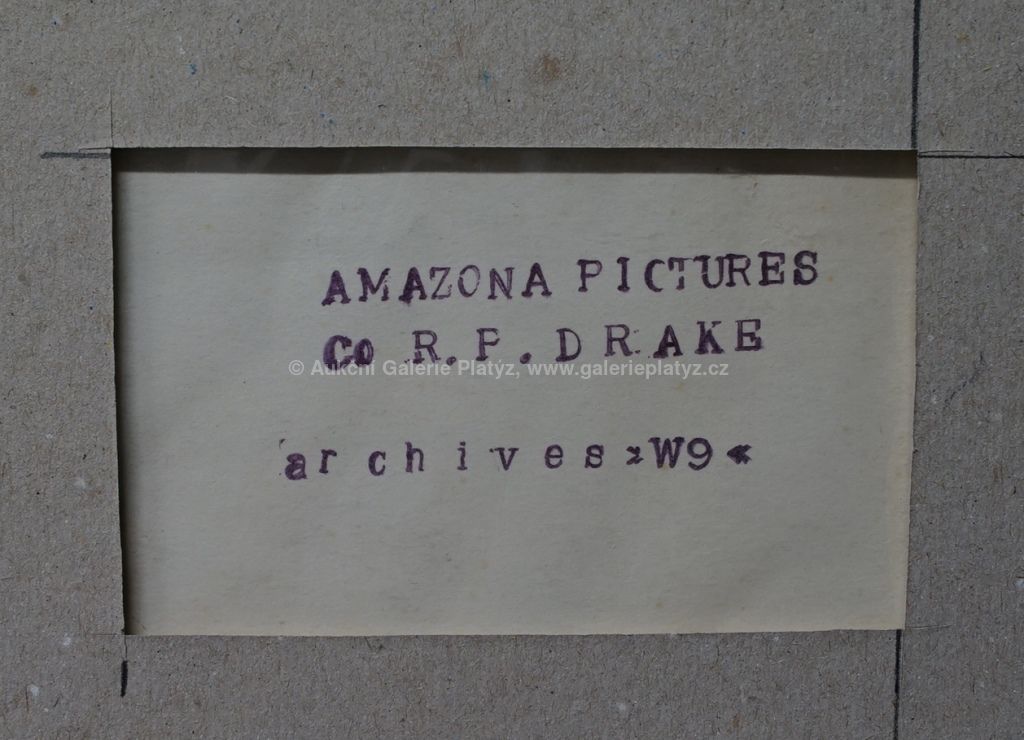 AMAZONA PICTURES
Co R.P. DRAKE
© Aukční Galerie Platýz, www.galerieplatyz.cz
archives »W9«